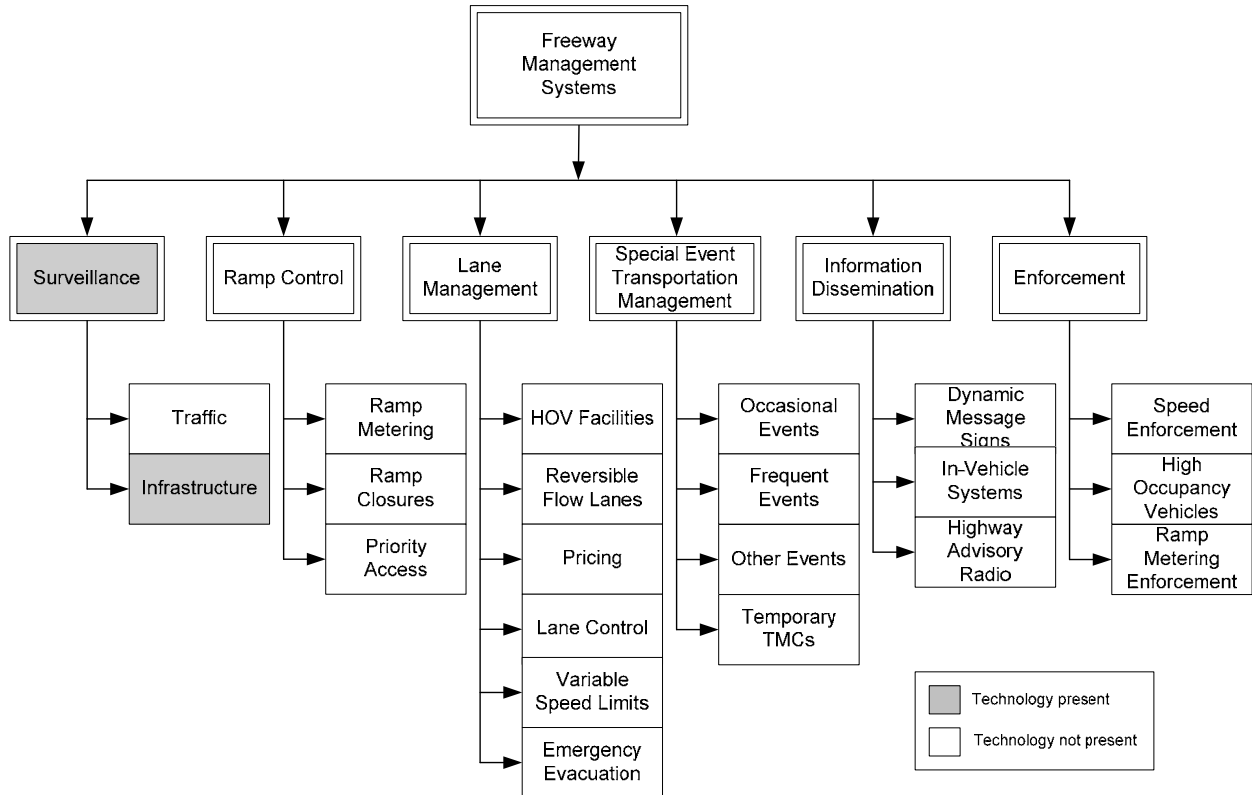 Freeway
Management
Systems
Surveillance
Ramp Control
Lane
Management
Special Event
Transportation
Management
Information
Dissemination
Enforcement
Traffic
Infrastructure
Ramp
Metering
Ramp
Closures
Priority
Access
HOV Facilities
Reversible
Flow Lanes
Pricing
Lane Control
Variable
Speed Limits
Emergency
Evacuation
Occasional
Events
Frequent
Events
Other Events
Temporary
TMCs
Dynamic
Message
Signs
In-Vehicle
Systems
Highway
Advisory
Radio
Speed
Enforcement
High
Occupancy
Vehicles
Ramp
Metering
Enforcement
Technology present
Technology not present